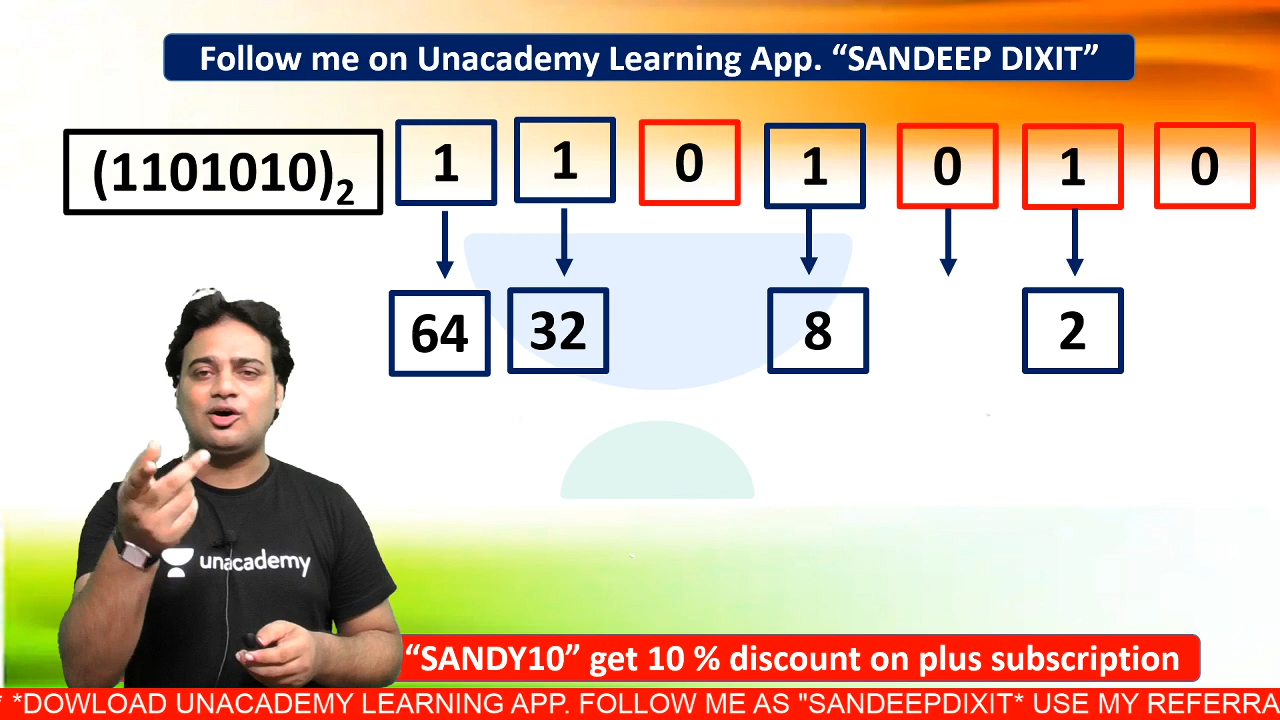 Follow me on Unacademy Learning App. “SANDEEP DIXIT”
(1101010)₂ 1 1 0 1 0 1 0
64 32 8 2
unacademy
“SANDY10” get 10 % discount on plus subscription
* *DOWLOAD UNACADEMY LEARNING APP. FOLLOW ME AS "SANDEEPDIXIT* USE MY REFERRA